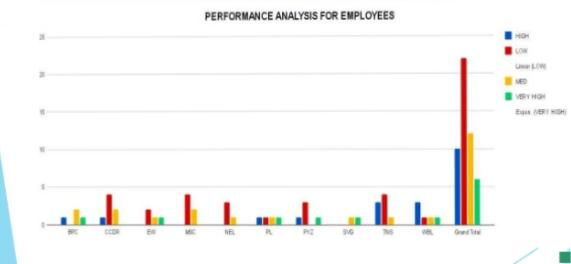 PERFORMANCE ANALYSIS FOR EMPLOYEES
25
20
15
10
5
0
BPC
CCDR
EW
MSC
NEL
PL
PYZ
SVG
TNS
WBL
Grand Total
HIGH
LOW
Linear (LOW)
MED
VERY HIGH
Expon. (VERY HIGH)